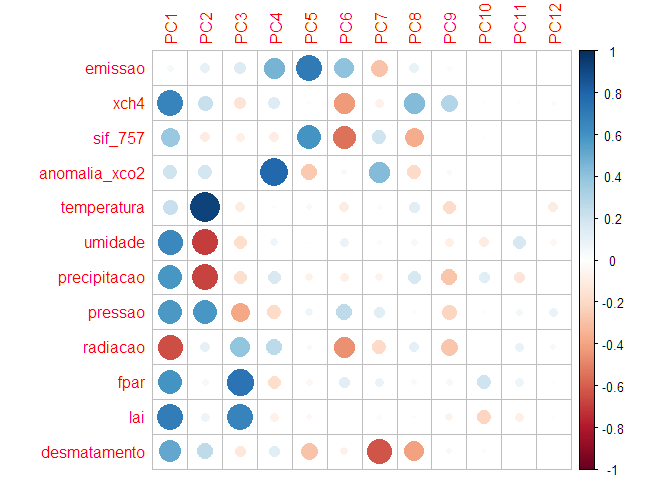 PC1 PC2 PC3 PC4 PC5 PC6 PC7 PC8 PC9 PC10 PC11 PC12
emissao
xch4
sif_757
anomalia_xco2
temperatura
umidade
precipitacao
pressao
radiacao
fpar
lai
desmatamento
1
0.8
0.6
0.4
0.2
0
-0.2
-0.4
-0.6
-0.8
-1